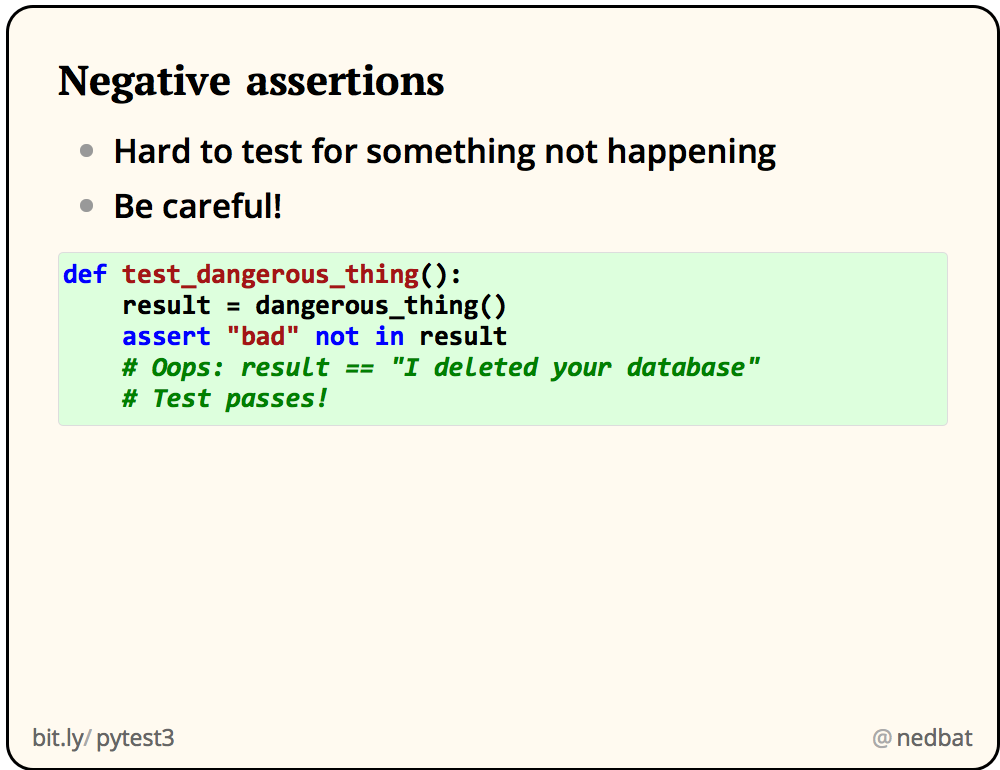 Negative assertions
Hard to test for something not happening
Be careful!
def test_dangerous_thing():
    result = dangerous_thing()
    assert "bad" not in result
    # Oops: result == "I deleted your database"
    # Test passes!
bit.ly/pytest3
@nedbat